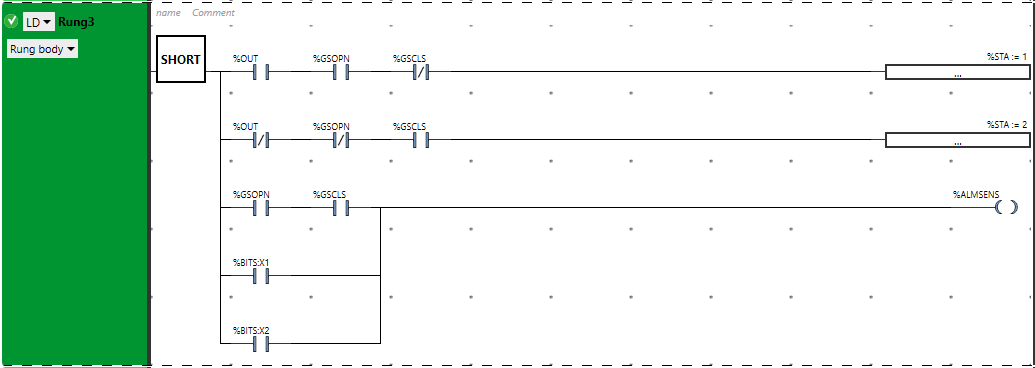 name Comment
LD Rung3
Rung body
SHORT
%OUT %GSOPN %GSCLS %STA := 1
/ ...
%OUT %GSOPN %GSCLS %STA := 2
/ / ...
%GSOPN %GSCLS %ALMSENS
%BITS:X1
%BITS:X2